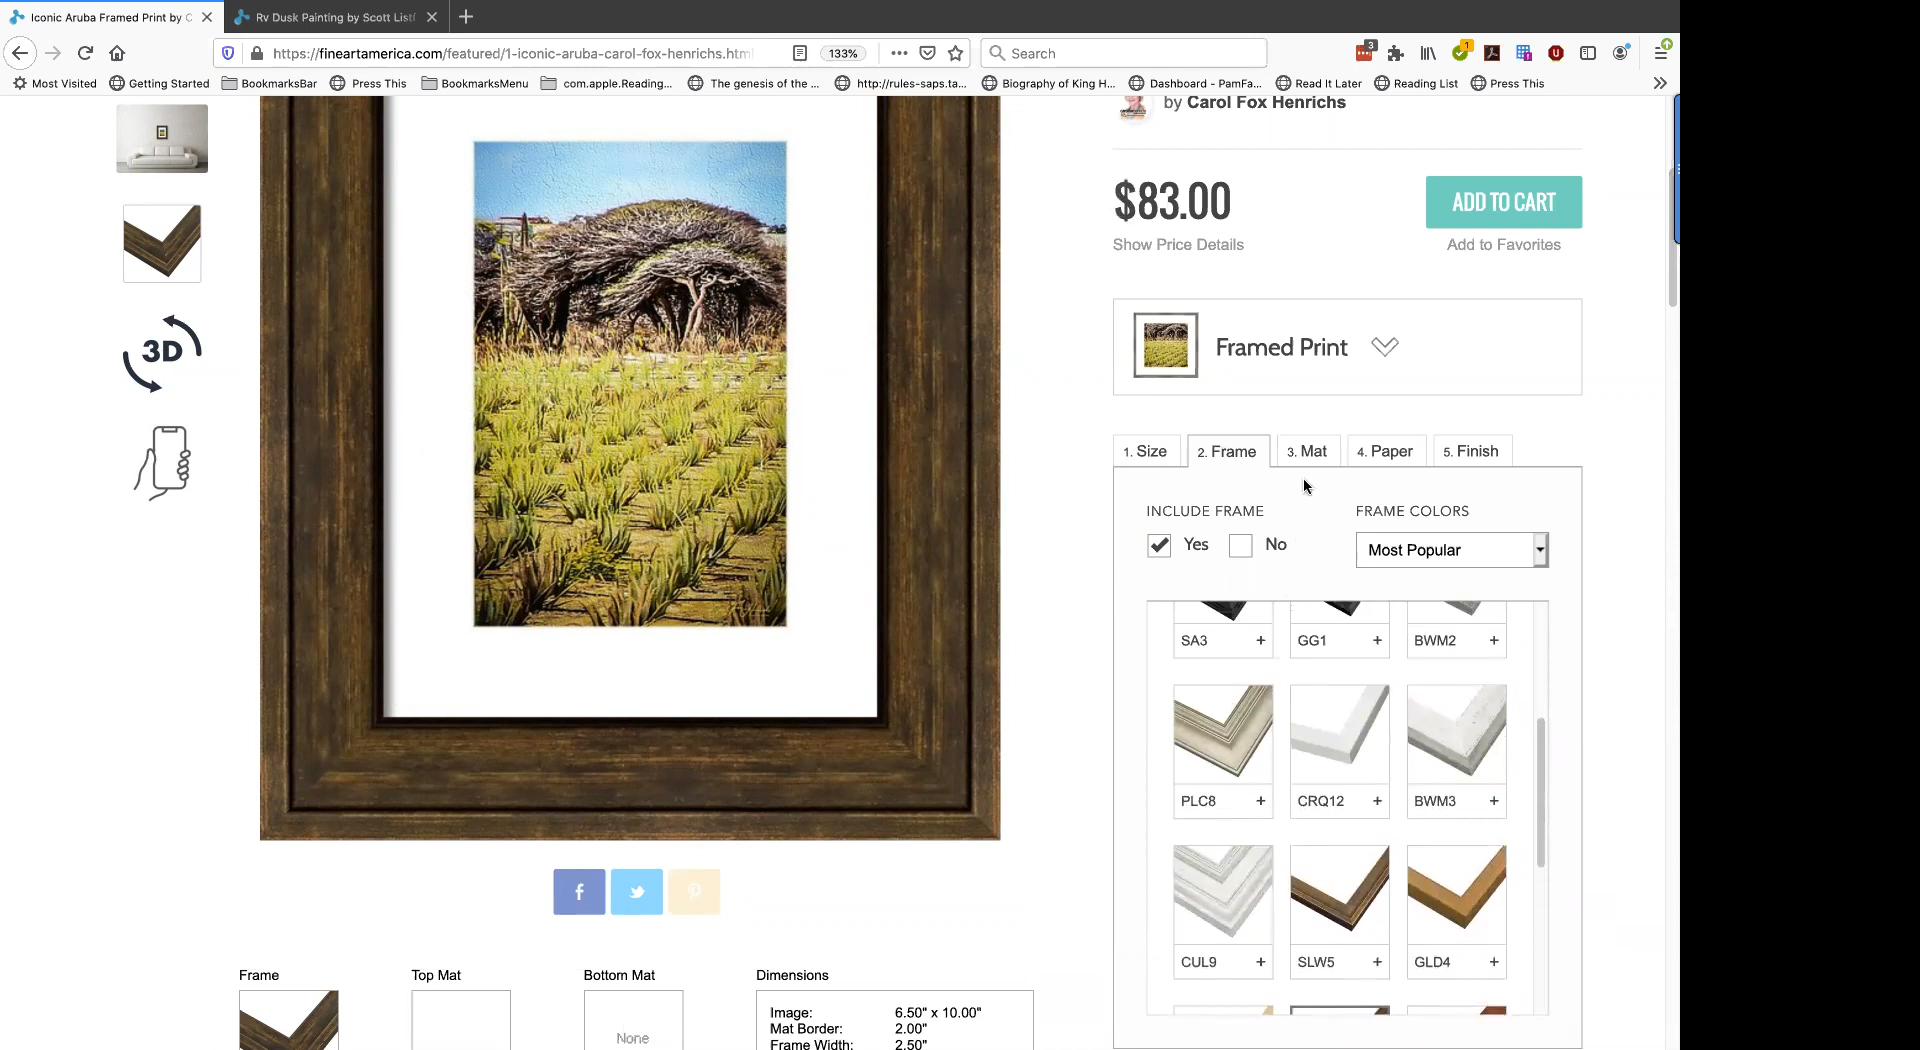 Iconic Aruba Framed Print by C
Rv Dusk Painting by Scott Listf
https://fineartamerica.com/featured/1-iconic-aruba-carol-fox-henrichs.htm
133%
Search
3
1
Most Visited
Getting Started
BookmarksBar
Press This
BookmarksMenu
com.apple.Reading...
The genesis of the ...
http://rules-saps.ta...
Biography of King H...
Dashboard - PamFa...
Read It Later
Reading List
Press This
by Carol Fox Henrichs
$83.00
ADD TO CART
Show Price Details
Add to Favorites
3D
Framed Print
1. Size
2. Frame
3. Mat
4. Paper
5. Finish
INCLUDE FRAME
FRAME COLORS
Yes
No
Most Popular
SA3 +
GG1 +
BWM2 +
PLC8 +
CRQ12 +
BWM3 +
CUL9 +
SLW5 +
GLD4 +
Frame
Top Mat
Bottom Mat
Dimensions
None
Image: 6.50" x 10.00"
Mat Border: 2.00"
Frame Width: 2.50"